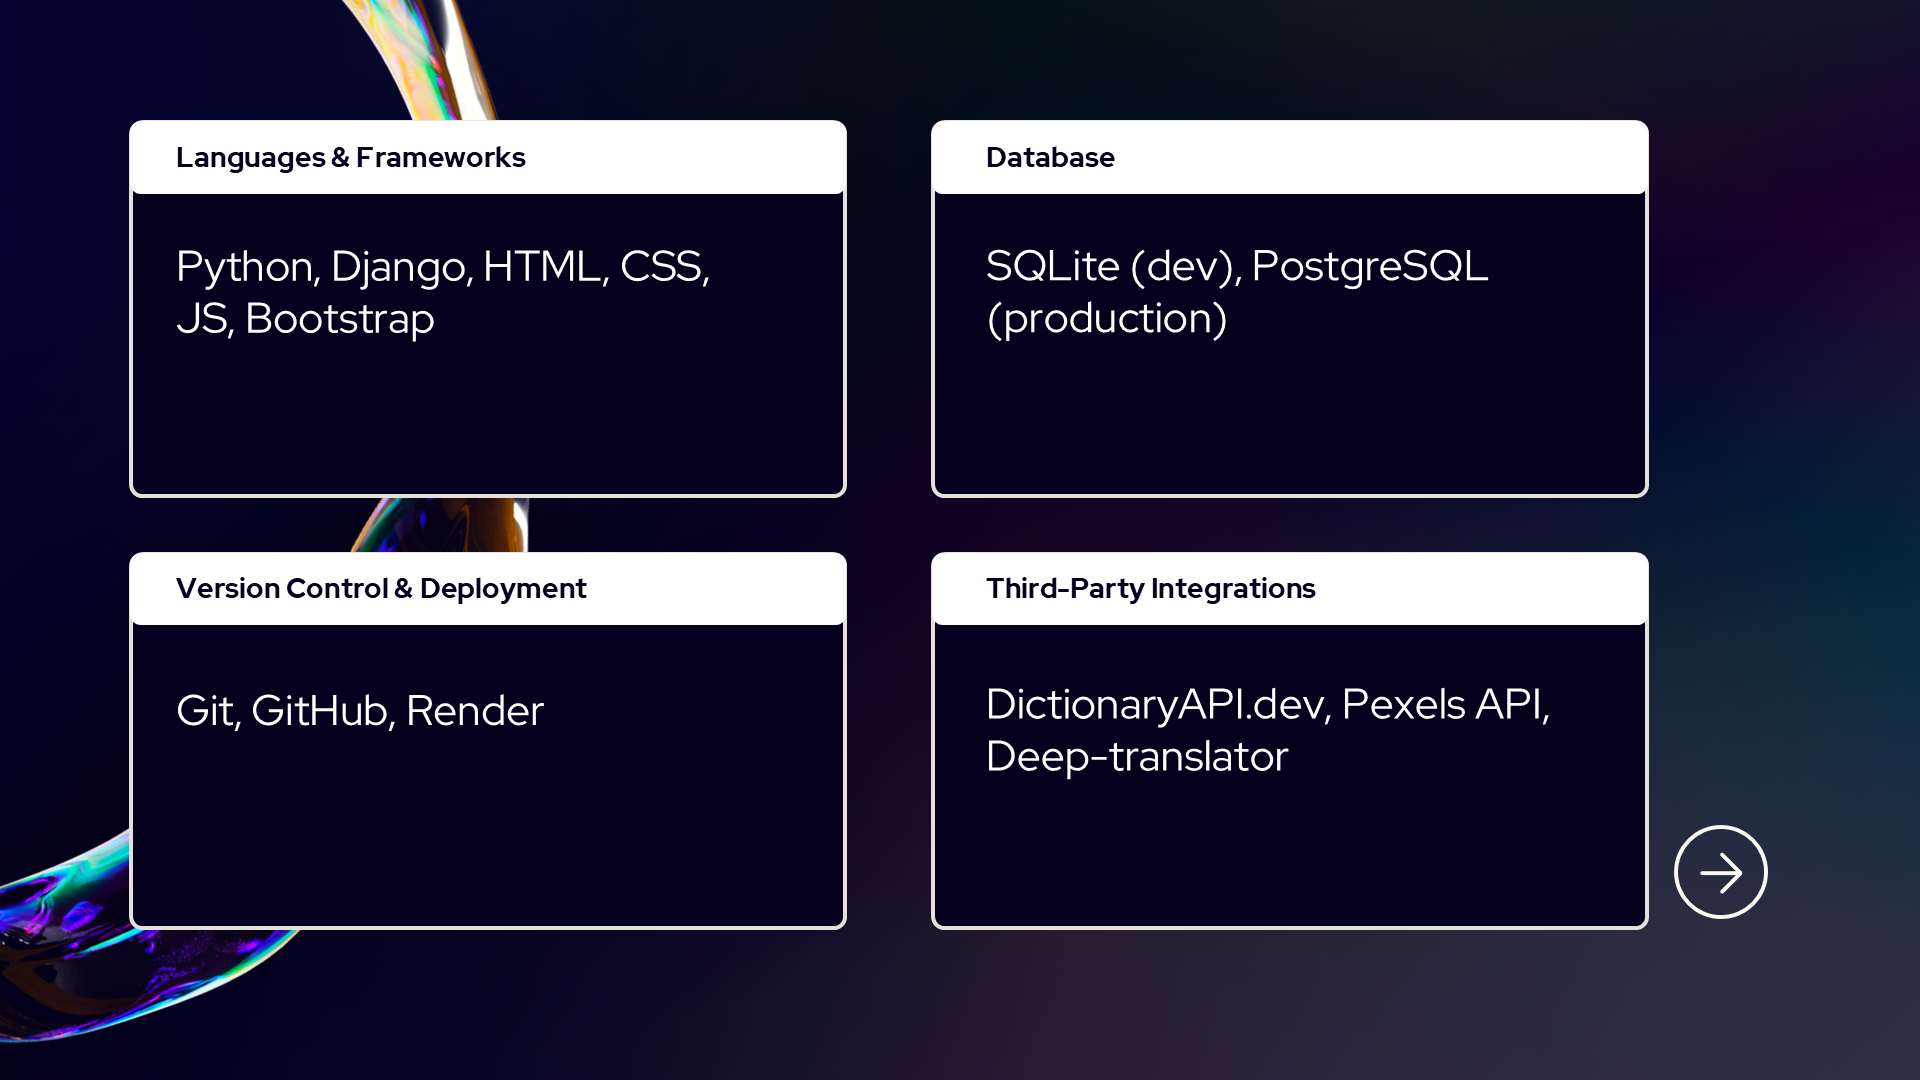 Languages & Frameworks
Python, Django, HTML, CSS,
JS, Bootstrap
Database
SQLite (dev), PostgreSQL
(production)
Version Control & Deployment
Git, GitHub, Render
Third-Party Integrations
DictionaryAPI.dev, Pexels API,
Deep-translator